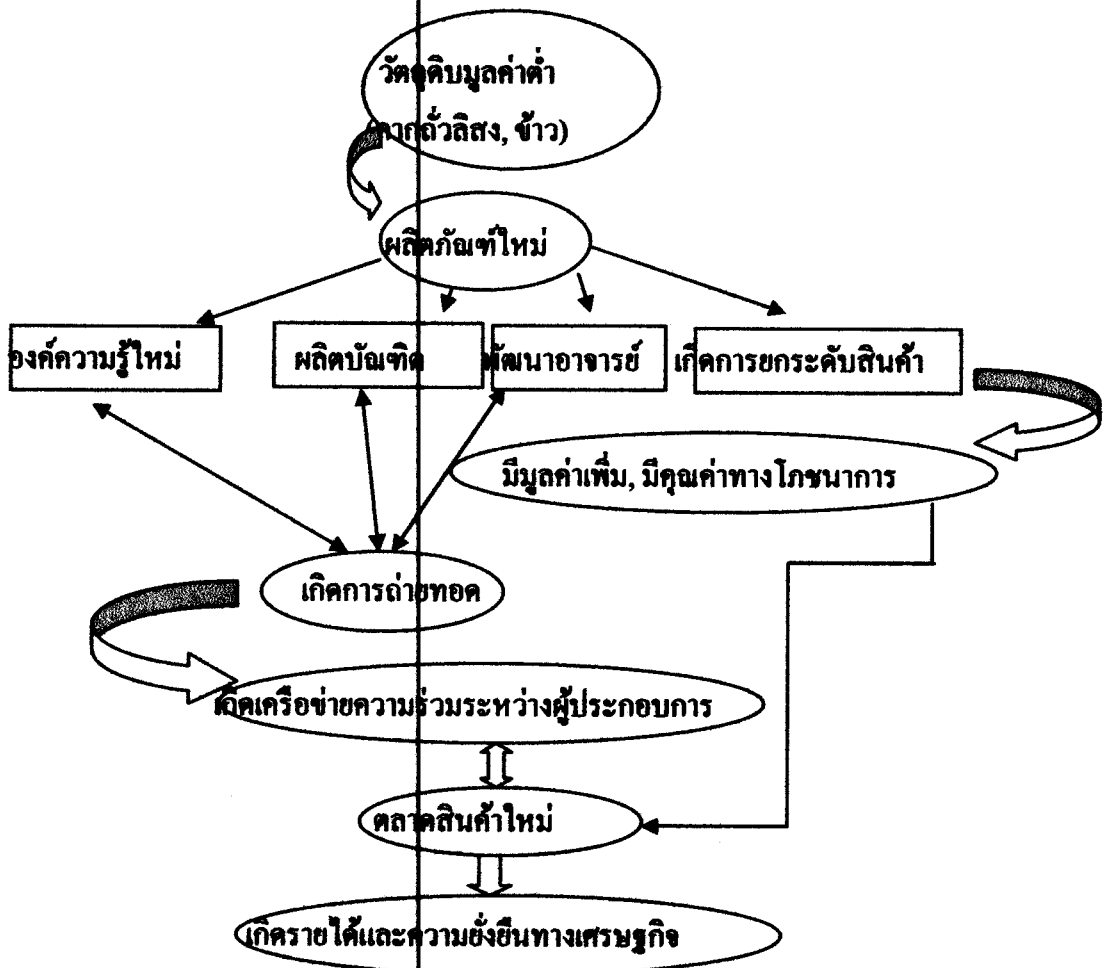 วัตถุดิบมูลค่าต่ำ
(กากถั่วลิสง, ข้าว)
ผลิตภัณฑ์ใหม่
องค์ความรู้ใหม่
ผลิตบัณฑิต
พัฒนาอาจารย์
เกิดการยกระดับสินค้า
มีมูลค่าเพิ่ม, มีคุณค่าทางโภชนาการ
เกิดการถ่ายทอด
เกิดเครือข่ายความร่วมระหว่างผู้ประกอบการ
ตลาดสินค้าใหม่
เกิดรายได้และความยั่งยืนทางเศรษฐกิจ